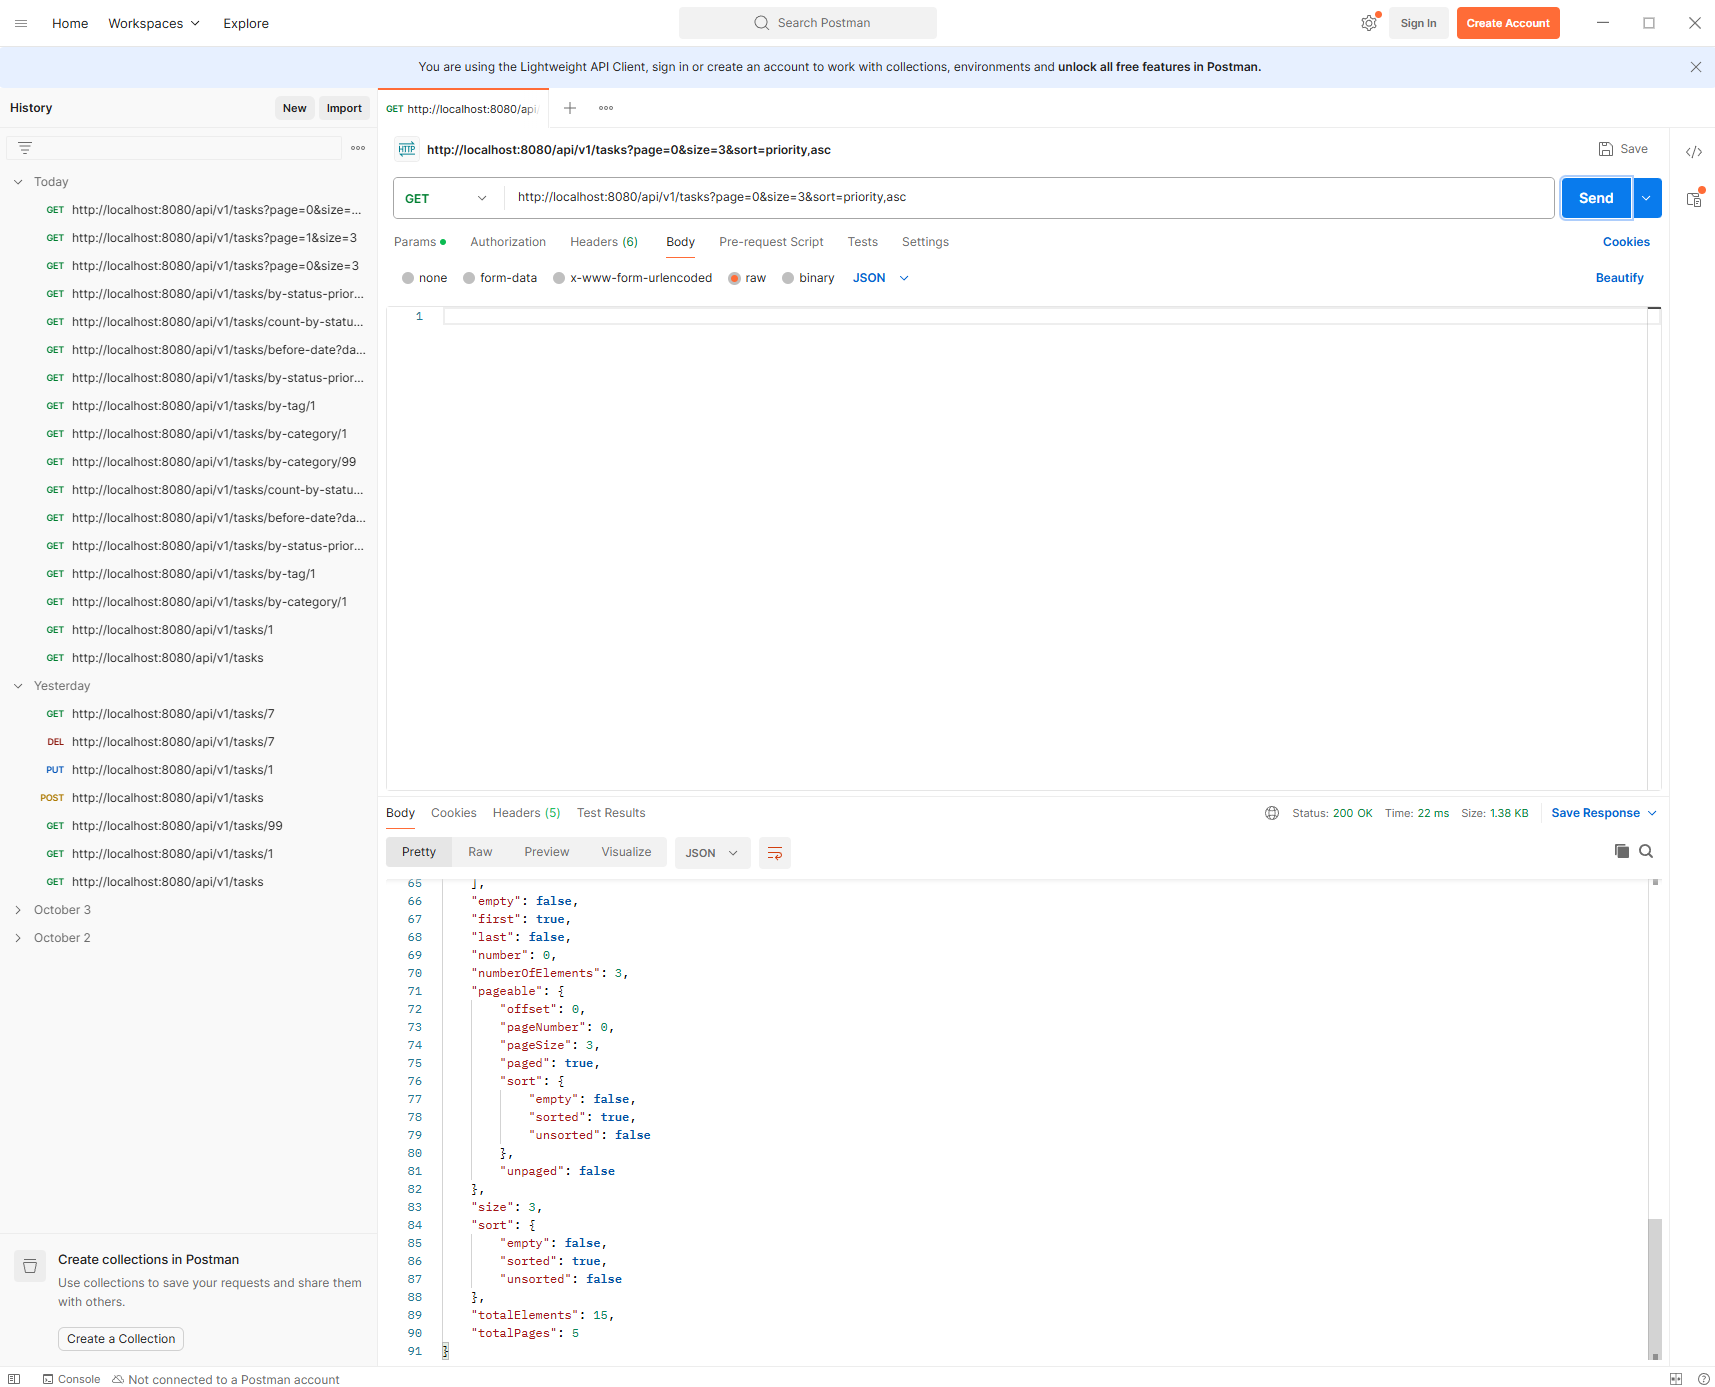 Home
Workspaces
Explore
Search Postman
Sign In
Create Account
You are using the Lightweight API Client, sign in or create an account to work with collections, environments and unlock all free features in Postman.
History
New
Import
Today
GET http://localhost:8080/api/v1/tasks?page=0&size=...
GET http://localhost:8080/api/v1/tasks?page=1&size=3
GET http://localhost:8080/api/v1/tasks?page=0&size=3
GET http://localhost:8080/api/v1/tasks/by-status-prior...
GET http://localhost:8080/api/v1/tasks/count-by-statu...
GET http://localhost:8080/api/v1/tasks/before-date?da...
GET http://localhost:8080/api/v1/tasks/by-status-prior...
GET http://localhost:8080/api/v1/tasks/by-tag/1
GET http://localhost:8080/api/v1/tasks/by-category/1
GET http://localhost:8080/api/v1/tasks/by-category/99
GET http://localhost:8080/api/v1/tasks/count-by-statu...
GET http://localhost:8080/api/v1/tasks/before-date?da...
GET http://localhost:8080/api/v1/tasks/by-status-prior...
GET http://localhost:8080/api/v1/tasks/by-tag/1
GET http://localhost:8080/api/v1/tasks/by-category/1
GET http://localhost:8080/api/v1/tasks/1
GET http://localhost:8080/api/v1/tasks
Yesterday
GET http://localhost:8080/api/v1/tasks/7
DEL http://localhost:8080/api/v1/tasks/7
PUT http://localhost:8080/api/v1/tasks/1
POST http://localhost:8080/api/v1/tasks
GET http://localhost:8080/api/v1/tasks/99
GET http://localhost:8080/api/v1/tasks/1
GET http://localhost:8080/api/v1/tasks
October 3
October 2
Create collections in Postman
Use collections to save your requests and share them
with others.
Create a Collection
GET http://localhost:8080/api/
HTTP http://localhost:8080/api/v1/tasks?page=0&size=3&sort=priority,asc
Save
GET http://localhost:8080/api/v1/tasks?page=0&size=3&sort=priority,asc
Send
Params
Authorization
Headers (6)
Body
Pre-request Script
Tests
Settings
Cookies
none
form-data
x-www-form-urlencoded
raw
binary
JSON
Beautify
1
Body
Cookies
Headers (5)
Test Results
Status: 200 OK
Time: 22 ms
Size: 1.38 KB
Save Response
Pretty
Raw
Preview
Visualize
JSON
65 ],
66 "empty": false,
67 "first": true,
68 "last": false,
69 "number": 0,
70 "numberOfElements": 3,
71 "pageable": {
72 "offset": 0,
73 "pageNumber": 0,
74 "pageSize": 3,
75 "paged": true,
76 "sort": {
77 "empty": false,
78 "sorted": true,
79 "unsorted": false
80 },
81 "unpaged": false
82 },
83 "size": 3,
84 "sort": {
85 "empty": false,
86 "sorted": true,
87 "unsorted": false
88 },
89 "totalElements": 15,
90 "totalPages": 5
91 }
Console
Not connected to a Postman account